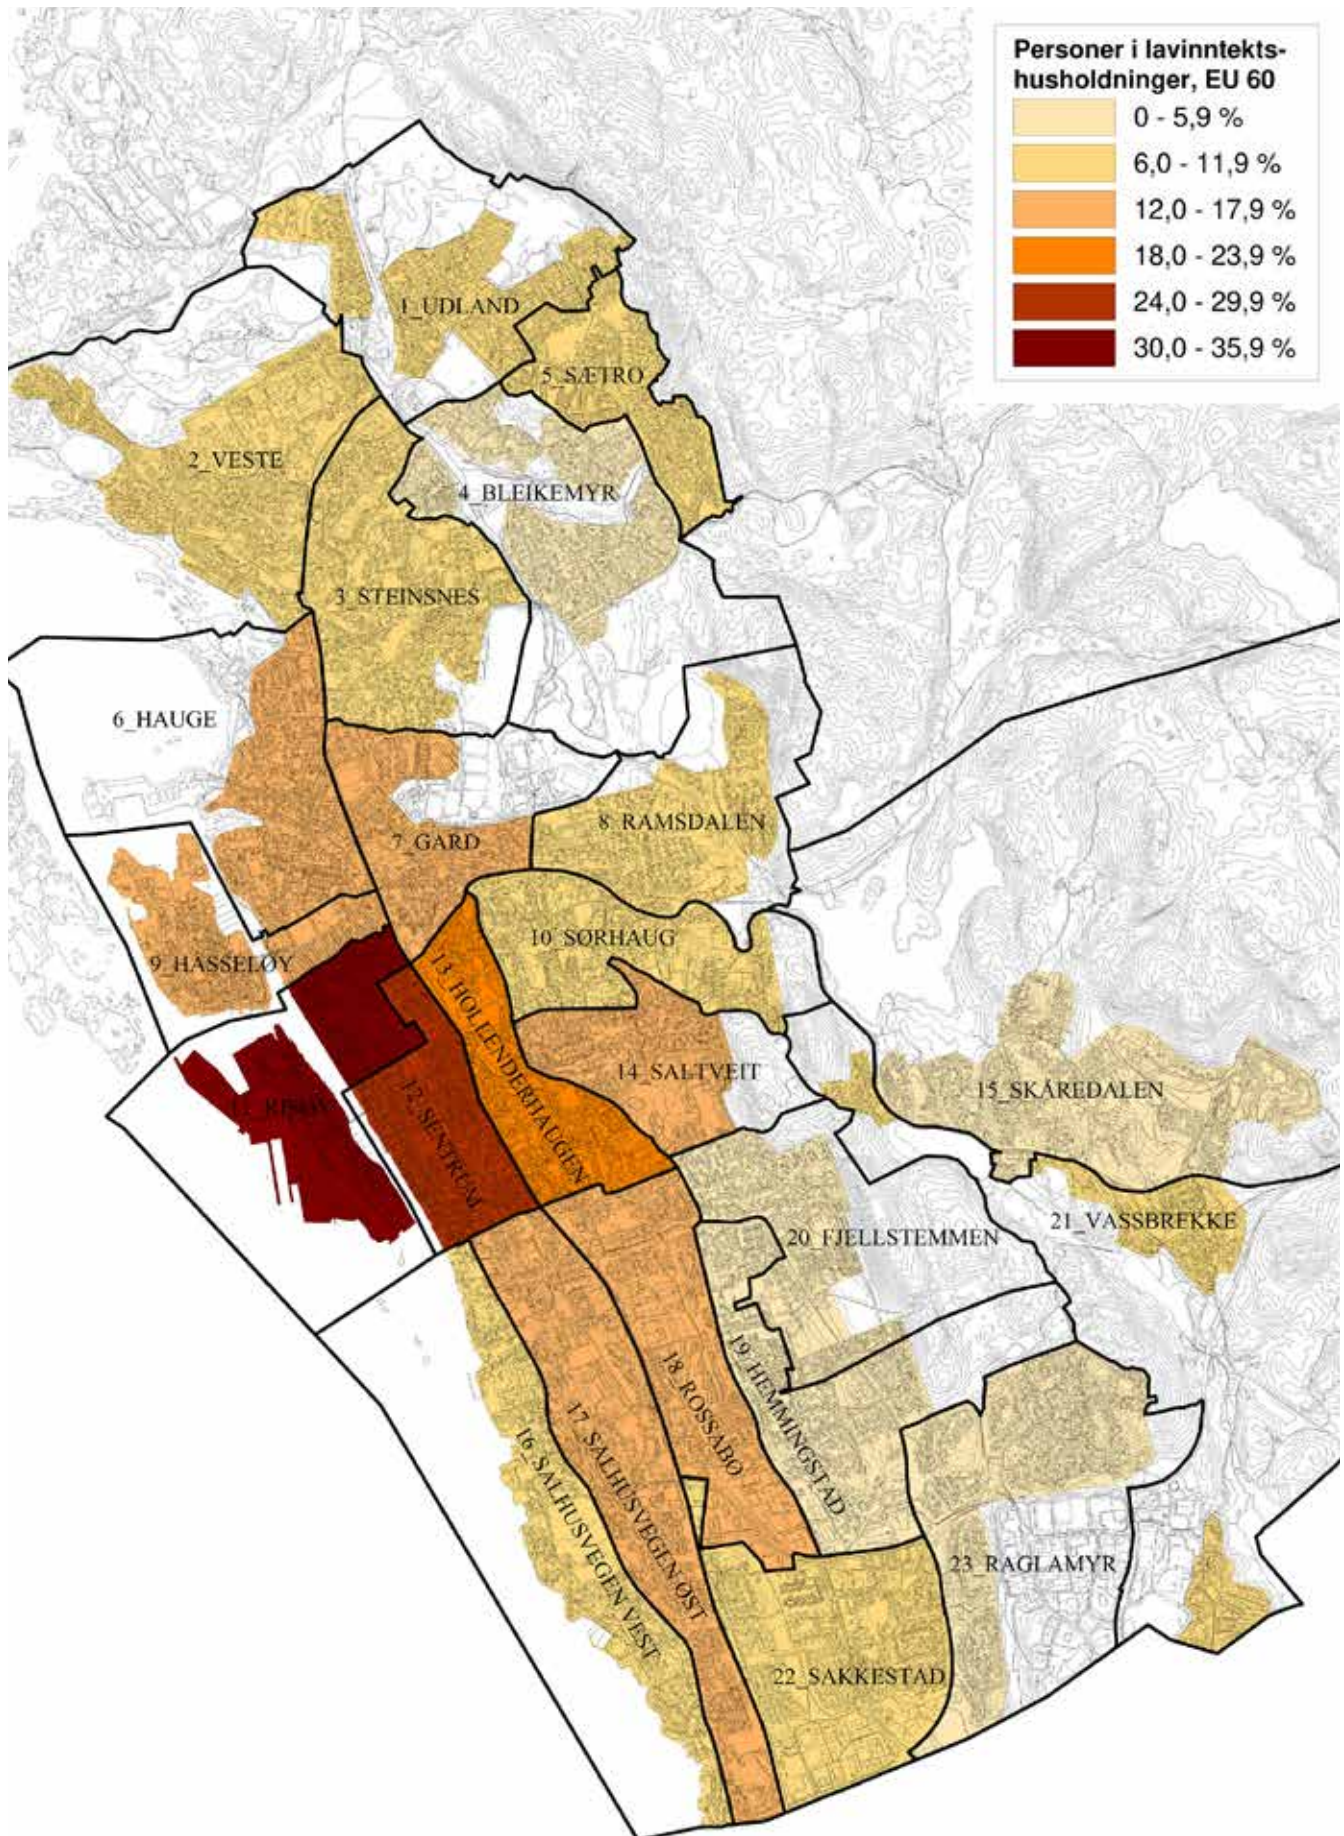 Personer i lavinntekts-
husholdninger, EU 60
0 - 5,9 %
6,0 - 11,9 %
12,0 - 17,9 %
18,0 - 23,9 %
24,0 - 29,9 %
30,0 - 35,9 %
1_UDLAND
5_SÆTRO
2_VESTE
4_BLEIKEMYR
3_STEINSNES
6_HAUGE
7_GARD
8_RAMSDALEN
9_HASSELØY
10_SØRHAUG
13_HOLLENDERHAUGEN
14_SALTVEIT
15_SKÅREDALEN
11_RISØY
12_SENTRUM
21_VASSBREKKE
20_FJELLSTEMMEN
19_HEMMINGSTAD
18_ROSSABØ
17_SALHUSVEGEN ØST
16_SALHUSVEGEN VEST
23_RAGLAMYR
22_SAKKESTAD